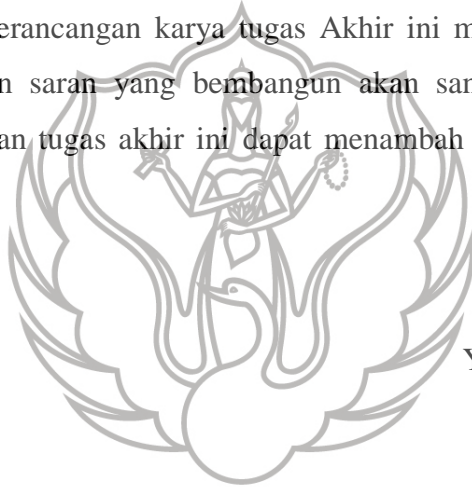 erancangan karya tugas Akhir ini m
n saran yang bembangun akan san
an tugas akhir ini dapat menambah
Y